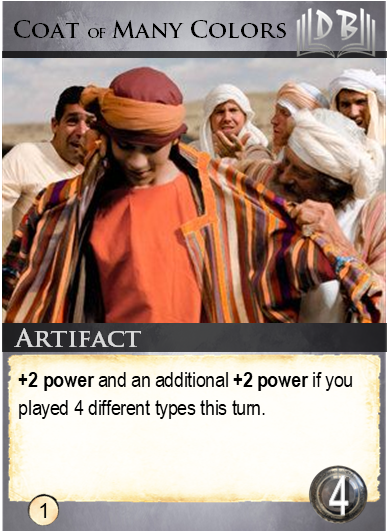 COAT OF MANY COLORS
DB
ARTIFACT
+2 power and an additional +2 power if you
played 4 different types this turn.
1
4